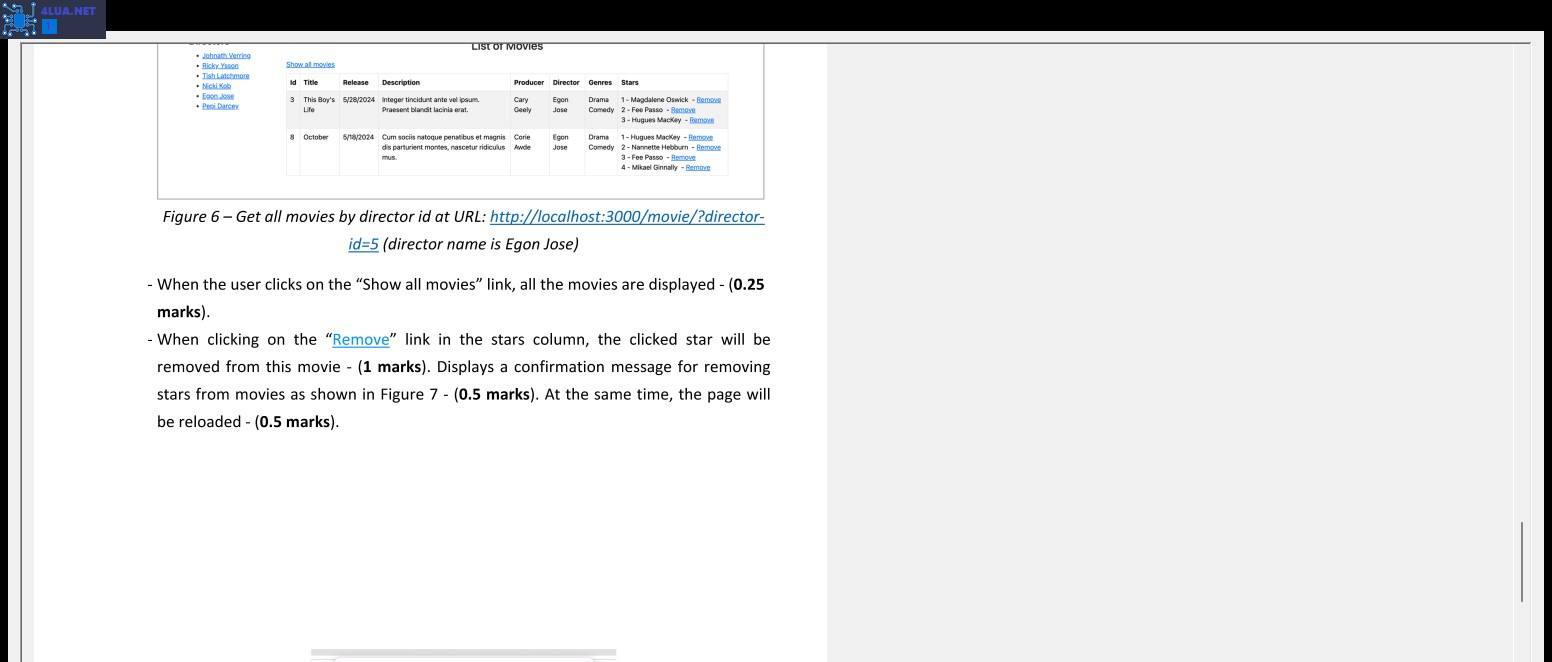 4LUA.NET
List of Movies
Johnath Verring
Ricky Ysson
Tish Latchmore
Nicki Kob
Egon Jose
Pepi Darcey
Show all movies
Id Title Release Description Producer Director Genres Stars
3 This Boy's 5/28/2024 Integer tincidunt ante vel ipsum. Cary Egon Drama 1 - Magdalene Oswick - Remove
Life Praesent blandit lacinia erat. Geely Jose Comedy 2 - Fee Passo - Remove
3 - Hugues MacKey - Remove
8 October 5/18/2024 Cum sociis natoque penatibus et magnis Corie Egon Drama 1 - Hugues MacKey - Remove
dis parturient montes, nascetur ridiculus Awde Jose Comedy 2 - Nannette Hebburn - Remove
mus. 3 - Fee Passo - Remove
4 - Mikael Ginnally - Remove
Figure 6 – Get all movies by director id at URL: http://localhost:3000/movie/?director-
id=5 (director name is Egon Jose)
- When the user clicks on the “Show all movies” link, all the movies are displayed - (0.25
marks).
- When clicking on the “Remove” link in the stars column, the clicked star will be
removed from this movie - (1 marks). Displays a confirmation message for removing
stars from movies as shown in Figure 7 - (0.5 marks). At the same time, the page will
be reloaded - (0.5 marks).